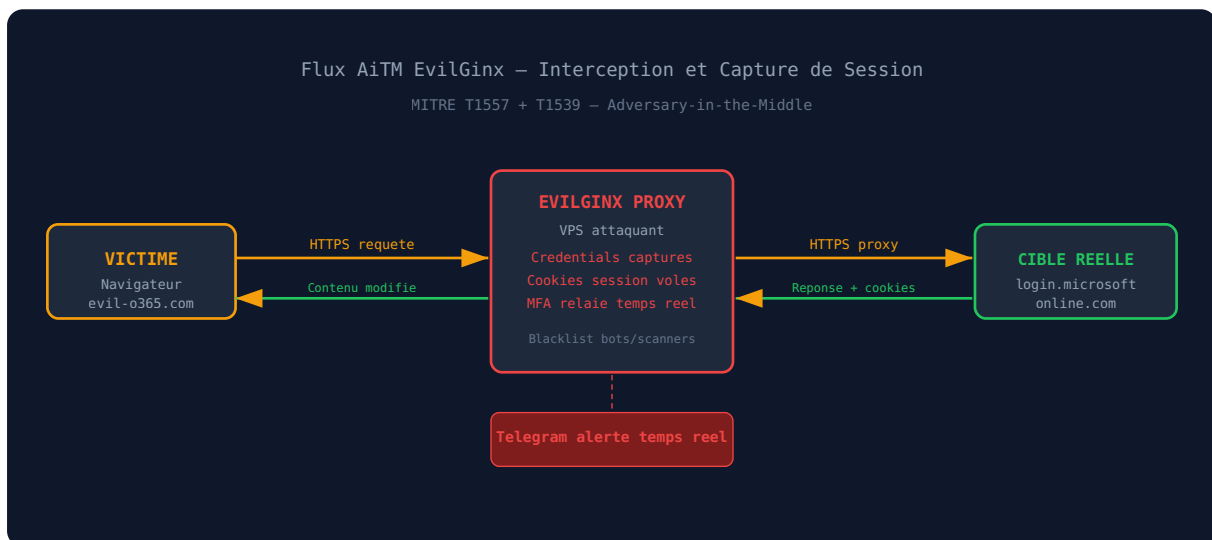 Flux AiTM EvilGinx — Interception et Capture de Session
MITRE T1557 + T1539 — Adversary-in-the-Middle
VICTIME
Navigateur
evil-o365.com
HTTPS requete
Contenu modifie
EVILGINX PROXY
VPS attaquant
Credentials captures
Cookies session voles
MFA relaie temps reel
Blacklist bots/scanners
HTTPS proxy
Reponse + cookies
CIBLE REELLE
login.microsoft
online.com
Telegram alerte temps reel